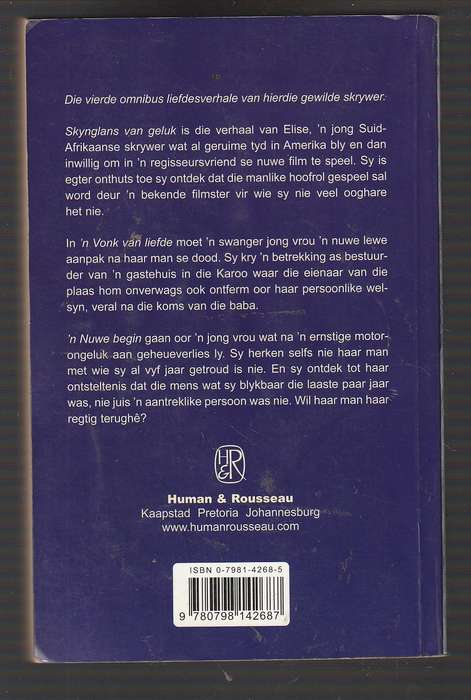 Die vierde omnibus liefdesverhale van hierdie gewilde skrywer:
Skynglans van geluk is die verhaal van Elise, 'n jong Suid-
Afrikaanse skrywer wat al geruime tyd in Amerika bly en dan
inwillig om in 'n regisseursvriend se nuwe film te speel. Sy is
egter onthuts toe sy ontdek dat die manlike hoofrol gespeel sal
word deur 'n bekende filmster vir wie sy nie veel ooghare
het nie.
In 'n Vonk van liefde moet 'n swanger jong vrou 'n nuwe lewe
aanpak na haar man se dood. Sy kry 'n betrekking as bestuur-
der van 'n gastehuis in die Karoo waar die eienaar van die
plaas hom onverwags ook ontferm oor haar persoonlike wel-
syn, veral na die koms van die baba.
'n Nuwe begin gaan oor 'n jong vrou wat na 'n ernstige motor-
ongeluk aan geheueverlies ly. Sy herken selfs nie haar man
met wie sy al vyf jaar getroud is nie. En sy ontdek tot haar
ontsteltenis dat die mens wat sy blykbaar die laaste paar jaar
was, nie juis 'n aantreklike persoon was nie. Wil haar man haar
regtig terughê?
H&R
Human & Rousseau
Kaapstad Pretoria Johannesburg
www.humanrousseau.com
ISBN 0-7981-4268-5
9 780798 142687